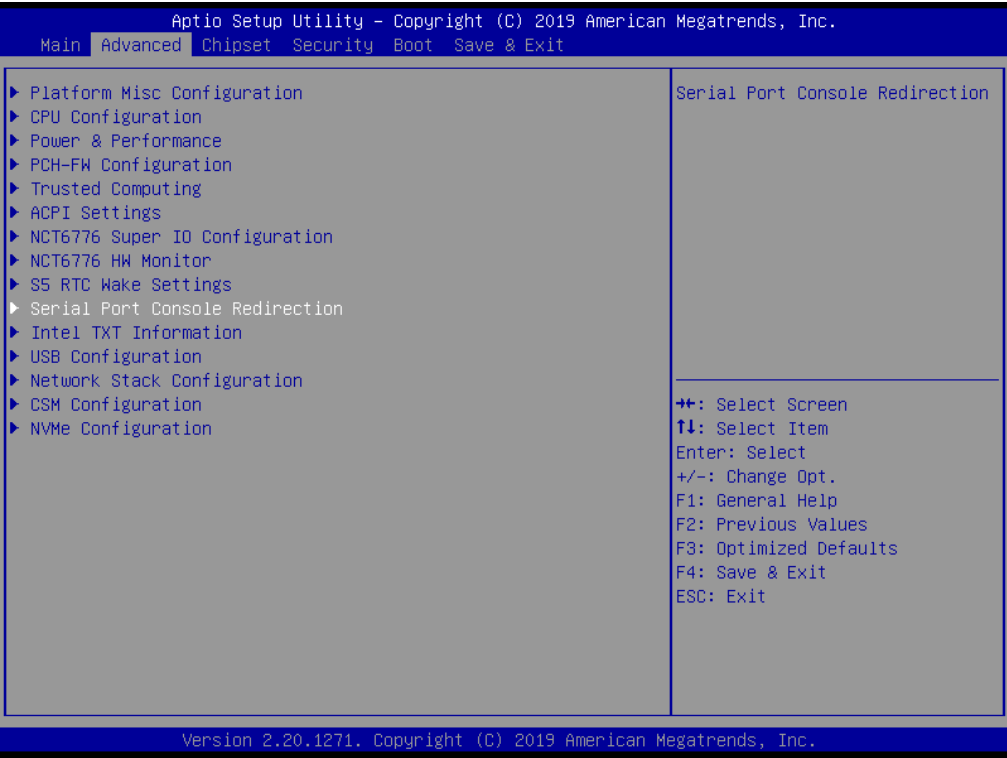 Aptio Setup Utility – Copyright (C) 2019 American Megatrends, Inc.
Main Advanced Chipset Security Boot Save & Exit
▶ Platform Misc Configuration
▶ CPU Configuration
▶ Power & Performance
▶ PCH-FW Configuration
▶ Trusted Computing
▶ ACPI Settings
▶ NCT6776 Super IO Configuration
▶ NCT6776 HW Monitor
▶ S5 RTC Wake Settings
▶ Serial Port Console Redirection
▶ Intel TXT Information
▶ USB Configuration
▶ Network Stack Configuration
▶ CSM Configuration
▶ NVMe Configuration
Serial Port Console Redirection
→←: Select Screen
↑↓: Select Item
Enter: Select
+/-: Change Opt.
F1: General Help
F2: Previous Values
F3: Optimized Defaults
F4: Save & Exit
ESC: Exit
Version 2.20.1271. Copyright (C) 2019 American Megatrends, Inc.